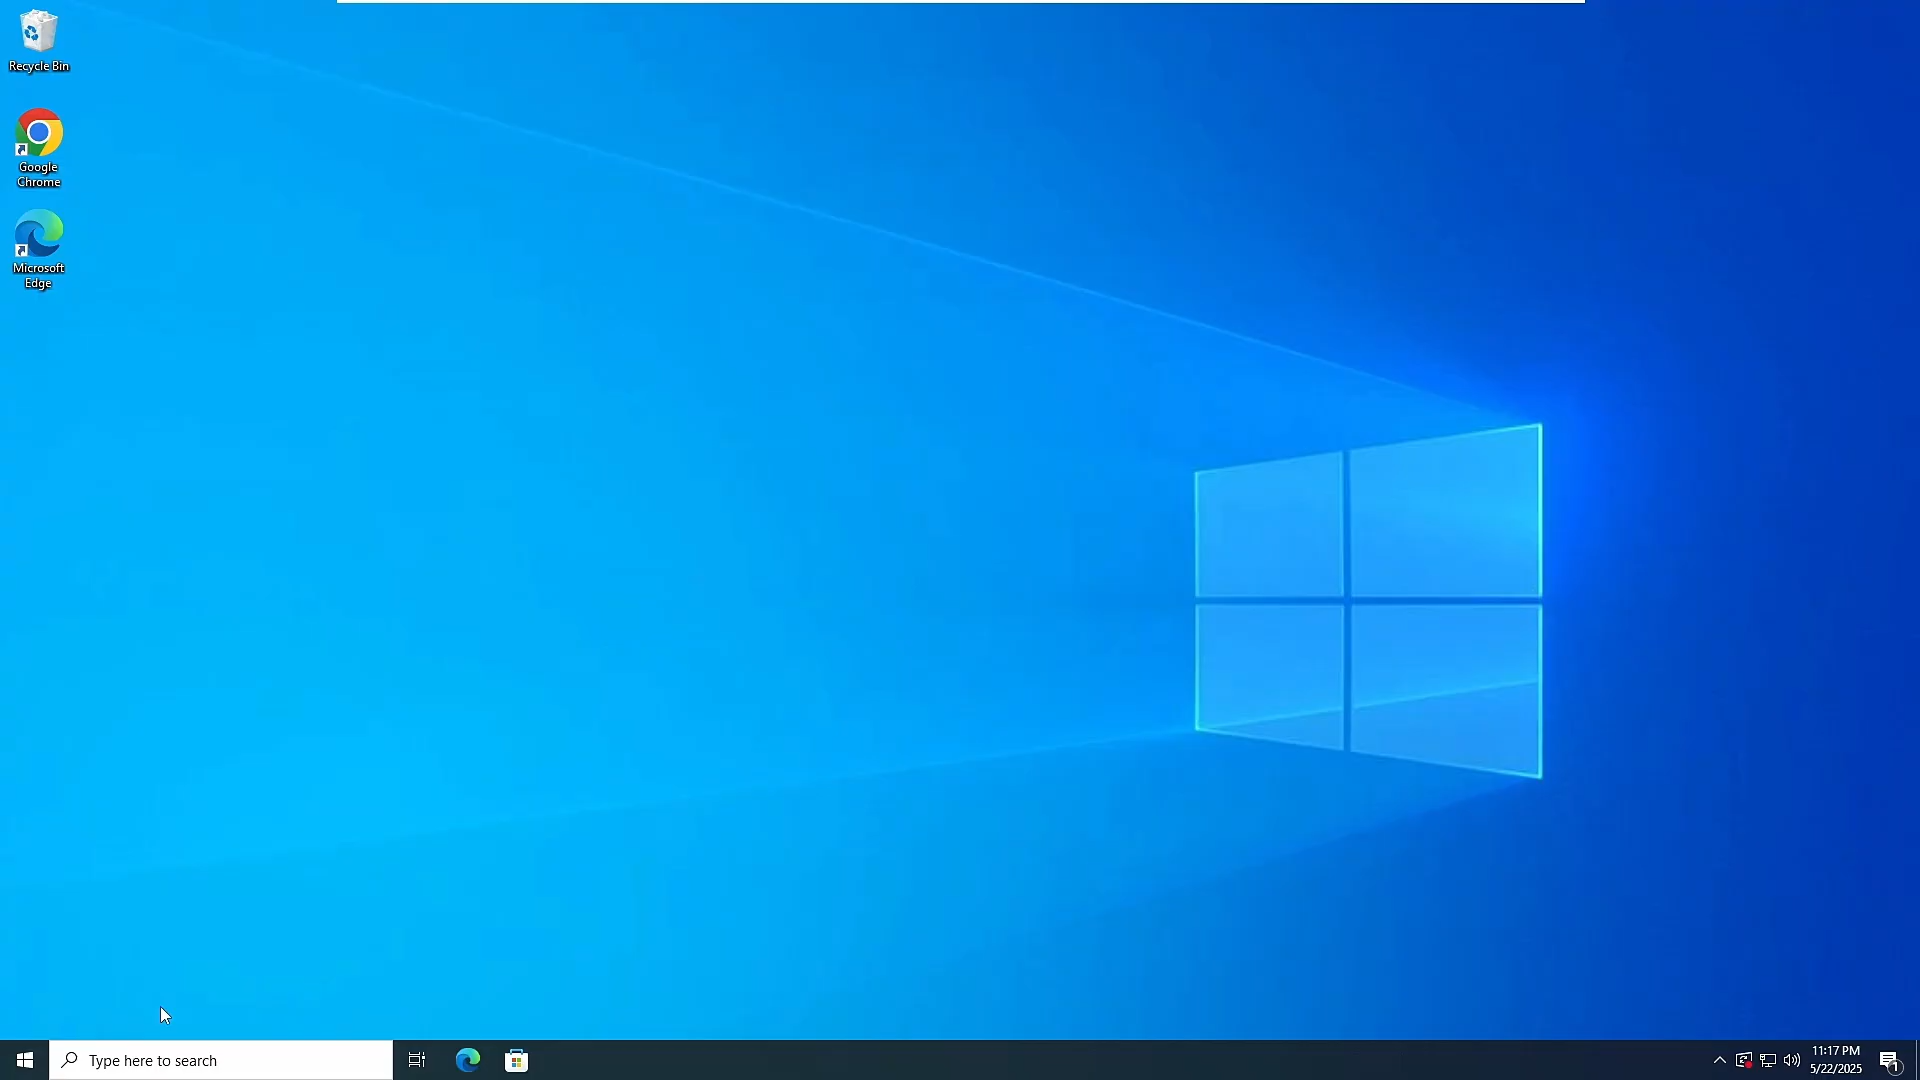 Recycle Bin
Google
Chrome
Microsoft
Edge
Type here to search
11:17 PM
5/22/2025
1